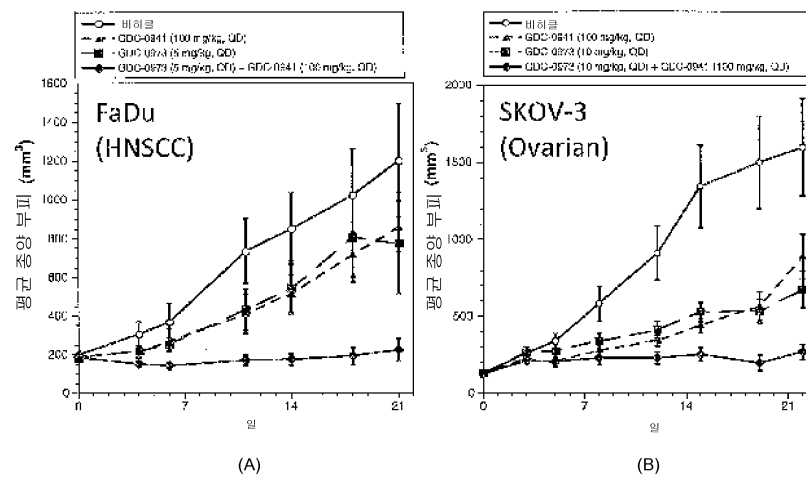 비히클
GDC-0941 (100 mg/kg, QD)
GDC-0973 (5 mg/kg, QD)
GDC-0973 (5 mg/kg, QD) + GDC-0941 (100 mg/kg, QD)
FaDu
(HNSCC)
평균 종양 부피 (mm³)
1600
1400
1200
1000
800
600
400
200
0
0 7 14 21
일
(A)
비히클
GDC-0941 (100 mg/kg, QD)
GDC-0973 (10 mg/kg, QD)
GDC-0973 (10 mg/kg, QD) + GDC-0941 (100 mg/kg, QD)
SKOV-3
(Ovarian)
평균 종양 부피 (mm³)
2000
1500
1000
500
0
0 7 14 21
일
(B)